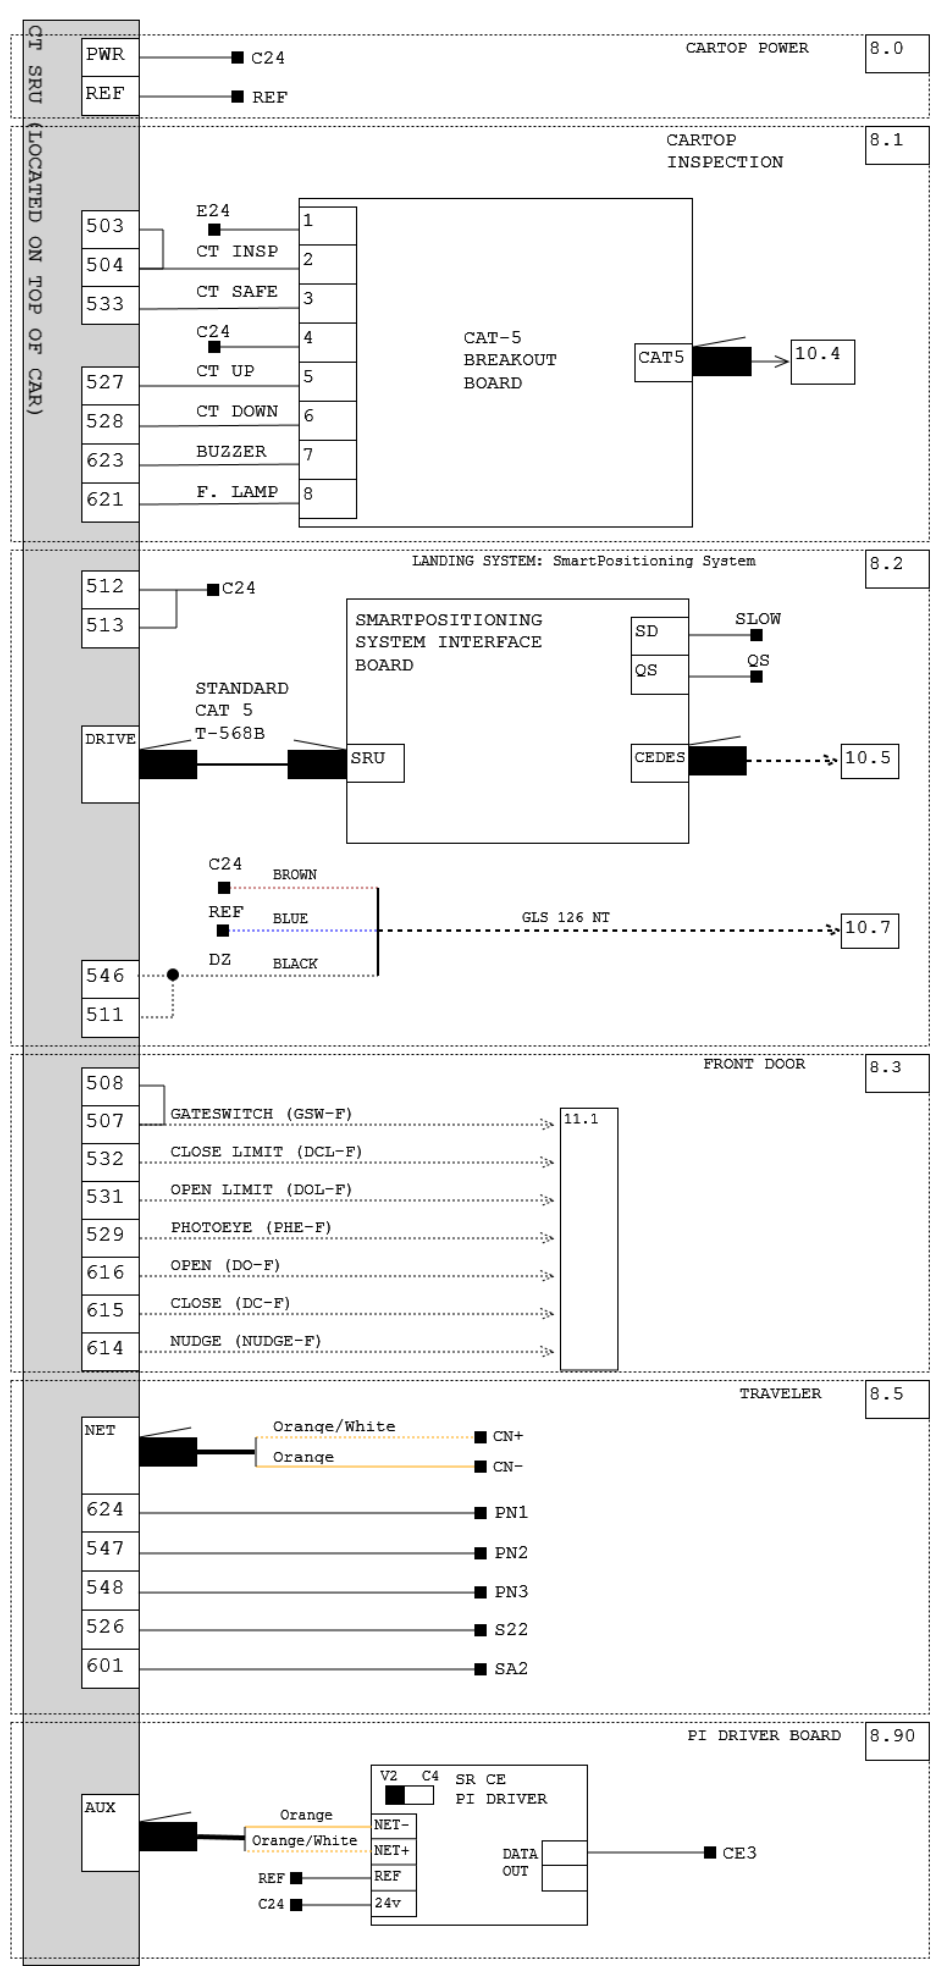 CT SRU (LOCATED ON TOP OF CAR)
PWR
C24
CARTOP POWER
8.0
REF
REF
8.1
CARTOP
INSPECTION
503
E24
1
504
CT INSP
2
533
CT SAFE
3
C24
4
CAT-5
BREAKOUT
BOARD
CAT5
10.4
527
CT UP
5
528
CT DOWN
6
623
BUZZER
7
621
F. LAMP
8
LANDING SYSTEM: SmartPositioning System
8.2
512
C24
513
SMARTPOSITIONING
SYSTEM INTERFACE
BOARD
SD
SLOW
QS
QS
STANDARD
CAT 5
T-568B
DRIVE
SRU
CEDES
10.5
C24
BROWN
REF
BLUE
GLS 126 NT
10.7
DZ
BLACK
546
511
FRONT DOOR
8.3
508
507
GATESWITCH (GSW-F)
11.1
532
CLOSE LIMIT (DCL-F)
531
OPEN LIMIT (DOL-F)
529
PHOTOEYE (PHE-F)
616
OPEN (DO-F)
615
CLOSE (DC-F)
614
NUDGE (NUDGE-F)
TRAVELER
8.5
NET
Orange/White
CN+
Orange
CN-
624
PN1
547
PN2
548
PN3
526
S22
601
SA2
PI DRIVER BOARD
8.90
V2 C4
SR CE
PI DRIVER
AUX
Orange
NET-
Orange/White
NET+
DATA
OUT
CE3
REF
REF
C24
24v